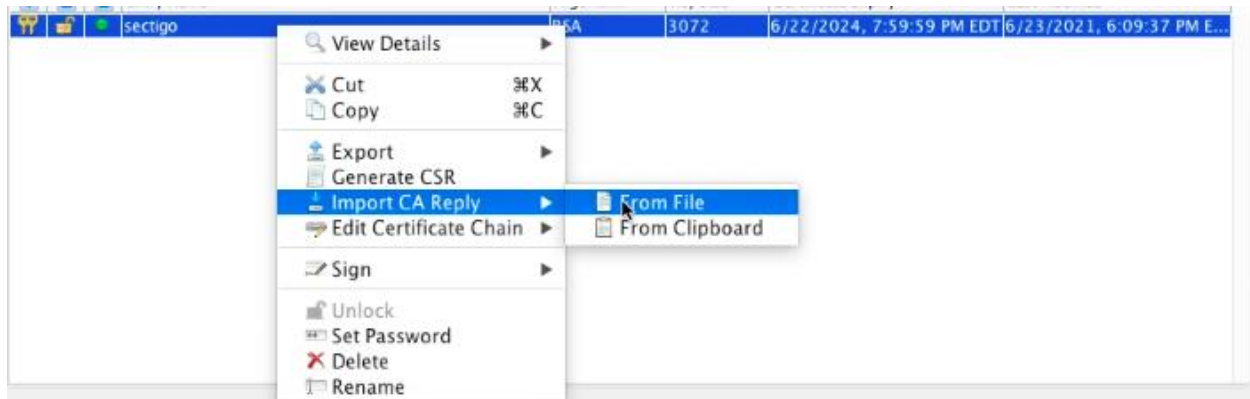 sectigo RSA 3072 6/22/2024, 7:59:59 PM EDT 6/23/2021, 6:09:37 PM E...
View Details
Cut ⌘X
Copy ⌘C
Export
Generate CSR
Import CA Reply From File
Edit Certificate Chain From Clipboard
Sign
Unlock
Set Password
Delete
Rename